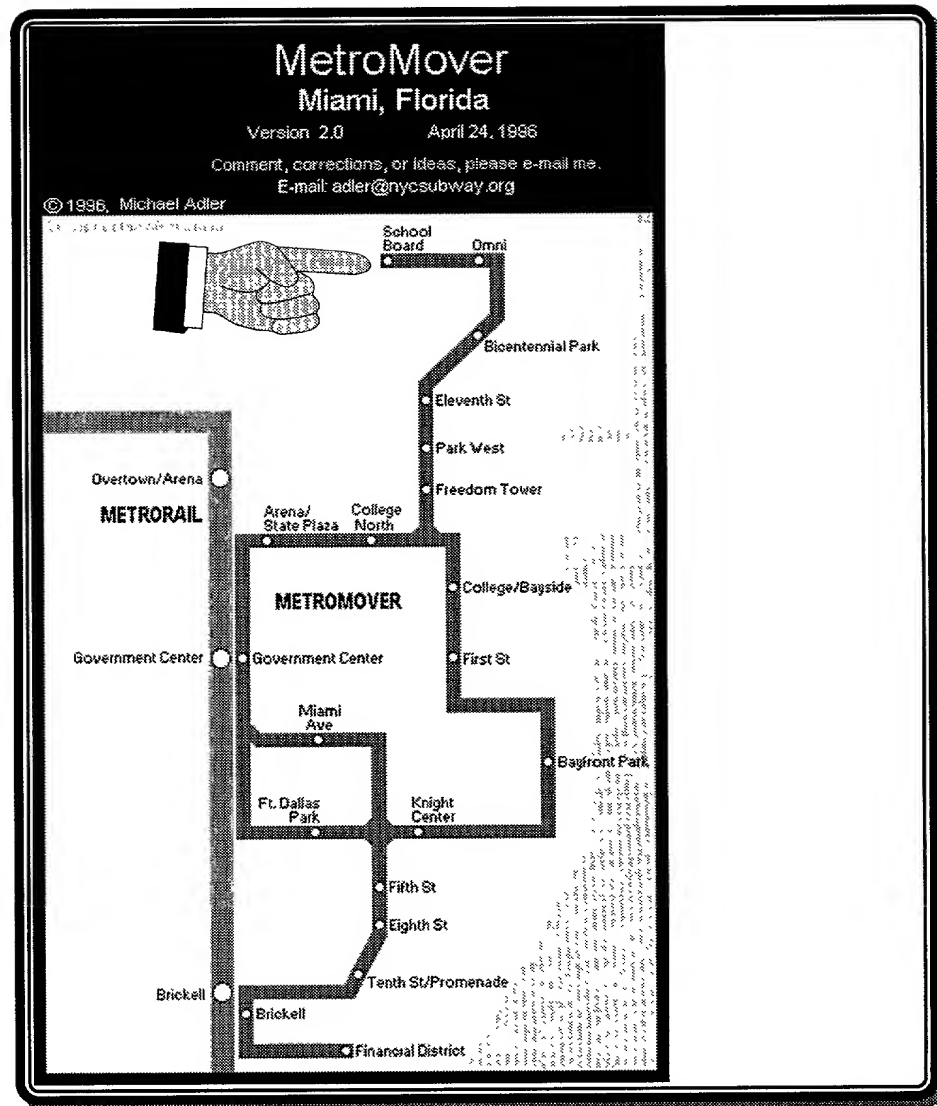 MetroMover
Miami, Florida
Version 2.0 April 24, 1996
Comment, corrections, or ideas, please e-mail me.
E-mail: adler@nycsubway.org
© 1996, Michael Adler
School
Board
Omni
Bicentennial Park
Eleventh St
Park West
Freedom Tower
Overtown/Arena
METRORAIL
Arena/
State Plaza
College
North
College/Bayside
METROMOVER
Government Center
Government Center
First St
Miami
Ave
Bayfront Park
Ft. Dallas
Park
Knight
Center
Fifth St
Eighth St
Tenth St/Promenade
Brickell
Brickell
Financial District